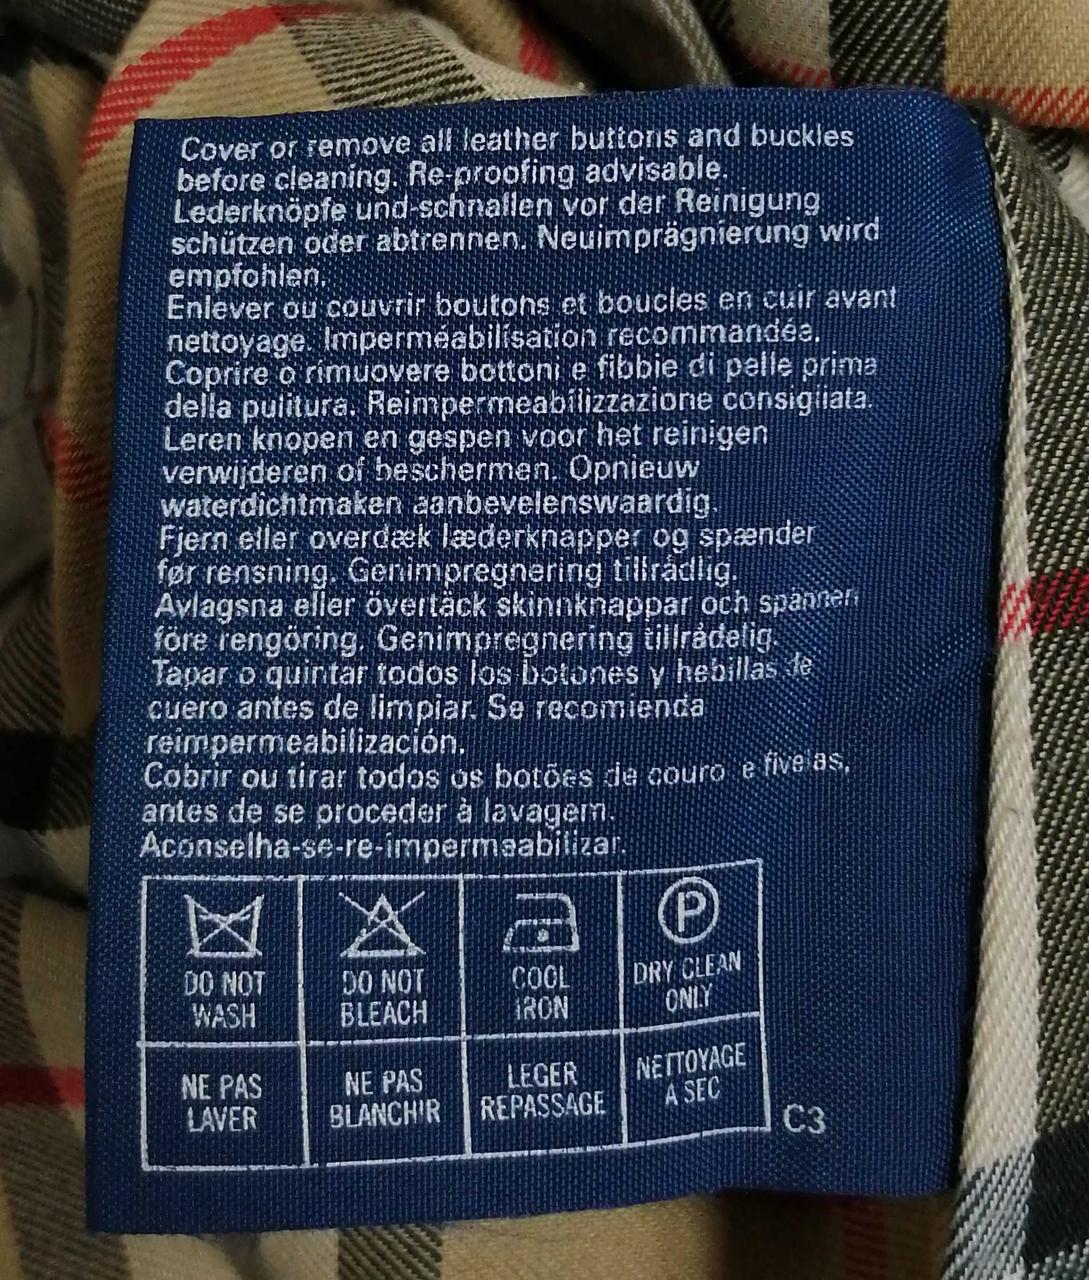 Cover or remove all leather buttons and buckles
before cleaning. Re-proofing advisable.
Lederknöpfe und-schnallen vor der Reinigung
schützen oder abtrennen. Neuimprägnierung wird
empfohlen.
Enlever ou couvrir boutons et boucles en cuir avant
nettoyage. Imperméabilisation recommandée.
Coprire o rimuovere bottoni e fibbie di pelle prima
della pulitura. Reimpermeabilizzazione consigliata.
Leren knopen en gespen voor het reinigen
verwijderen of beschermen. Opnieuw
waterdichtmaken aanbevelenswaardig.
Fjern eller overdæk læderknapper og spænder
før rensning. Genimpregnering tilrådlig.
Avlagsna eller övertäck skinnknappar och spännen
före rengöring. Genimpregnering tillrådelig.
Tapar o quintar todos los botones y hebillas de
cuero antes de limpiar. Se recomienda
reimpermeabilización.
Cobrir ou tirar todos os botões de couro e fivelas,
antes de se proceder à lavagem.
Aconselha-se-re-impermeabilizar.
P
DO NOT WASH
DO NOT BLEACH
COOL IRON
DRY CLEAN ONLY
NE PAS LAVER
NE PAS BLANCHIR
LEGER REPASSAGE
NETTOYAGE A SEC
C3